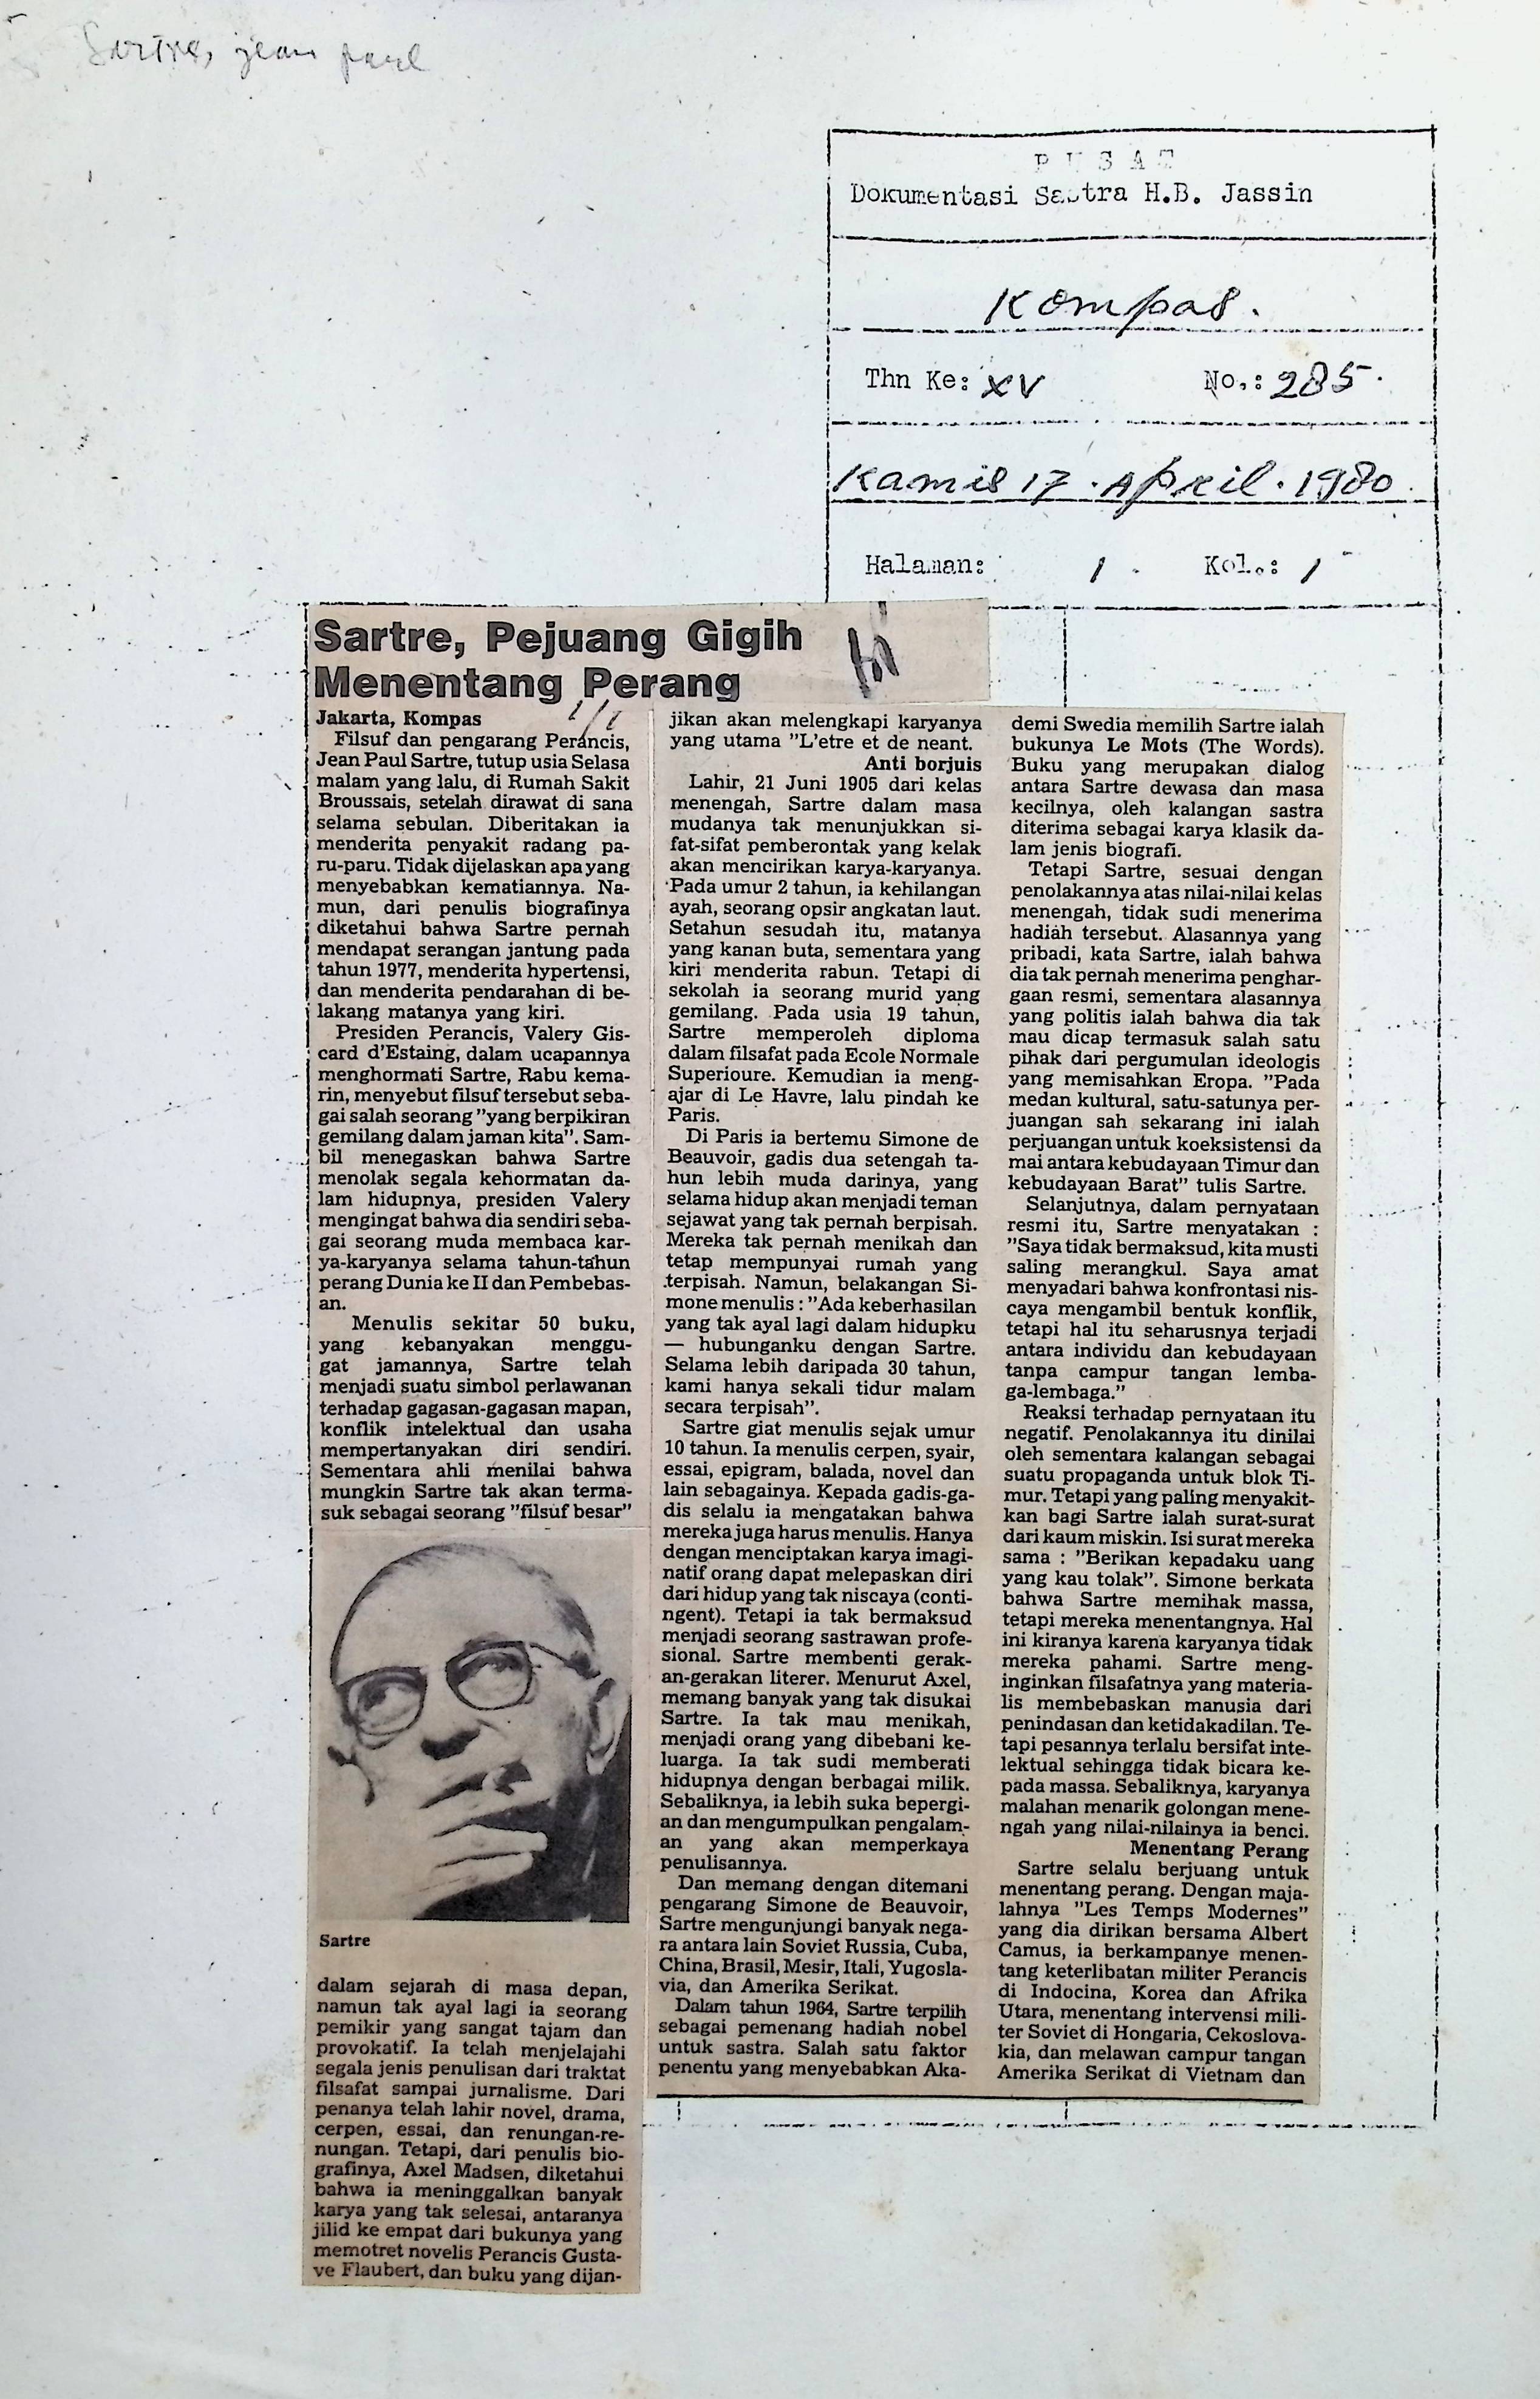 Sartre, jean paul
PUSAT
Dokumentasi Sastra H.B. Jassin
Kompas.
Thn Ke: XV No.: 285.
Kamis 17. April. 1980
Halaman: 1. Kol.: 1
Sartre, Pejuang Gigih
Menentang Perang
Jakarta, Kompas
Filsuf dan pengarang Perancis,
Jean Paul Sartre, tutup usia Selasa
malam yang lalu, di Rumah Sakit
Broussais, setelah dirawat di sana
selama sebulan. Diberitakan ia
menderita penyakit radang pa-
ru-paru. Tidak dijelaskan apa yang
menyebabkan kematiannya. Na-
mun, dari penulis biografinya
diketahui bahwa Sartre pernah
mendapat serangan jantung pada
tahun 1977, menderita hypertensi,
dan menderita pendarahan di be-
lakang matanya yang kiri.
Presiden Perancis, Valery Gis-
card d'Estaing, dalam ucapannya
menghormati Sartre, Rabu kema-
rin, menyebut filsuf tersebut seba-
gai salah seorang "yang berpikiran
gemilang dalam jaman kita". Sam-
bil menegaskan bahwa Sartre
menolak segala kehormatan da-
lam hidupnya, presiden Valery
mengingat bahwa dia sendiri seba-
gai seorang muda membaca kar-
ya-karyanya selama tahun-tahun
perang Dunia ke II dan Pembebas-
an.
Menulis sekitar 50 buku,
yang kebanyakan menggu-
gat jamannya, Sartre telah
menjadi suatu simbol perlawanan
terhadap gagasan-gagasan mapan,
konflik intelektual dan usaha
mempertanyakan diri sendiri.
Sementara ahli menilai bahwa
mungkin Sartre tak akan terma-
suk sebagai seorang "filsuf besar"
Sartre
dalam sejarah di masa depan,
namun tak ayal lagi ia seorang
pemikir yang sangat tajam dan
provokatif. Ia telah menjelajahi
segala jenis penulisan dari traktat
filsafat sampai jurnalisme. Dari
penanya telah lahir novel, drama,
cerpen, essai, dan renungan-re-
nungan. Tetapi, dari penulis bio-
grafinya, Axel Madsen, diketahui
bahwa ia meninggalkan banyak
karya yang tak selesai, antaranya
jilid ke empat dari bukunya yang
memotret novelis Perancis Gusta-
ve Flaubert, dan buku yang dijan-
jikan akan melengkapi karyanya
yang utama "L'etre et de neant.
Anti borjuis
Lahir, 21 Juni 1905 dari kelas
menengah, Sartre dalam masa
mudanya tak menunjukkan si-
fat-sifat pemberontak yang kelak
akan mencirikan karya-karyanya.
Pada umur 2 tahun, ia kehilangan
ayah, seorang opsir angkatan laut.
Setahun sesudah itu, matanya
yang kanan buta, sementara yang
kiri menderita rabun. Tetapi di
sekolah ia seorang murid yang
gemilang. Pada usia 19 tahun,
Sartre memperoleh diploma
dalam filsafat pada Ecole Normale
Superioure. Kemudian ia meng-
ajar di Le Havre, lalu pindah ke
Paris.
Di Paris ia bertemu Simone de
Beauvoir, gadis dua setengah ta-
hun lebih muda darinya, yang
selama hidup akan menjadi teman
sejawat yang tak pernah berpisah.
Mereka tak pernah menikah dan
tetap mempunyai rumah yang
terpisah. Namun, belakangan Si-
mone menulis : "Ada keberhasilan
yang tak ayal lagi dalam hidupku
— hubunganku dengan Sartre.
Selama lebih daripada 30 tahun,
kami hanya sekali tidur malam
secara terpisah".
Sartre giat menulis sejak umur
10 tahun. Ia menulis cerpen, syair,
essai, epigram, balada, novel dan
lain sebagainya. Kepada gadis-ga-
dis selalu ia mengatakan bahwa
mereka juga harus menulis. Hanya
dengan menciptakan karya imagi-
natif orang dapat melepaskan diri
dari hidup yang tak niscaya (conti-
ngent). Tetapi ia tak bermaksud
menjadi seorang sastrawan profe-
sional. Sartre membenti gerak-
an-gerakan literer. Menurut Axel,
memang banyak yang tak disukai
Sartre. Ia tak mau menikah,
menjadi orang yang dibebani ke-
luarga. Ia tak sudi memberati
hidupnya dengan berbagai milik.
Sebaliknya, ia lebih suka bepergi-
an dan mengumpulkan pengalam-
an yang akan memperkaya
penulisannya.
Dan memang dengan ditemani
pengarang Simone de Beauvoir,
Sartre mengunjungi banyak nega-
ra antara lain Soviet Russia, Cuba,
China, Brasil, Mesir, Itali, Yugosla-
via, dan Amerika Serikat.
Dalam tahun 1964, Sartre terpilih
sebagai pemenang hadiah nobel
untuk sastra. Salah satu faktor
penentu yang menyebabkan Aka-
demi Swedia memilih Sartre ialah
bukunya Le Mots (The Words).
Buku yang merupakan dialog
antara Sartre dewasa dan masa
kecilnya, oleh kalangan sastra
diterima sebagai karya klasik da-
lam jenis biografi.
Tetapi Sartre, sesuai dengan
penolakannya atas nilai-nilai kelas
menengah, tidak sudi menerima
hadiah tersebut. Alasannya yang
pribadi, kata Sartre, ialah bahwa
dia tak pernah menerima penghar-
gaan resmi, sementara alasannya
yang politis ialah bahwa dia tak
mau dicap termasuk salah satu
pihak dari pergumulan ideologis
yang memisahkan Eropa. "Pada
medan kultural, satu-satunya per-
juangan sah sekarang ini ialah
perjuangan untuk koeksistensi da
mai antara kebudayaan Timur dan
kebudayaan Barat" tulis Sartre.
Selanjutnya, dalam pernyataan
resmi itu, Sartre menyatakan :
"Saya tidak bermaksud, kita musti
saling merangkul. Saya amat
menyadari bahwa konfrontasi nis-
caya mengambil bentuk konflik,
tetapi hal itu seharusnya terjadi
antara individu dan kebudayaan
tanpa campur tangan lemba-
ga-lembaga."
Reaksi terhadap pernyataan itu
negatif. Penolakannya itu dinilai
oleh sementara kalangan sebagai
suatu propaganda untuk blok Ti-
mur. Tetapi yang paling menyakit-
kan bagi Sartre ialah surat-surat
dari kaum miskin. Isi surat mereka
sama : "Berikan kepadaku uang
yang kau tolak". Simone berkata
bahwa Sartre memihak massa,
tetapi mereka menentangnya. Hal
ini kiranya karena karyanya tidak
mereka pahami. Sartre meng-
inginkan filsafatnya yang materia-
lis membebaskan manusia dari
penindasan dan ketidakadilan. Te-
tapi pesannya terlalu bersifat inte-
lektual sehingga tidak bicara ke-
pada massa. Sebaliknya, karyanya
malahan menarik golongan mene-
ngah yang nilai-nilainya ia benci.
Menentang Perang
Sartre selalu berjuang untuk
menentang perang. Dengan maja-
lahnya "Les Temps Modernes"
yang dia dirikan bersama Albert
Camus, ia berkampanye menen-
tang keterlibatan militer Perancis
di Indocina, Korea dan Afrika
Utara, menentang intervensi mili-
ter Soviet di Hongaria, Cekoslova-
kia, dan melawan campur tangan
Amerika Serikat di Vietnam dan